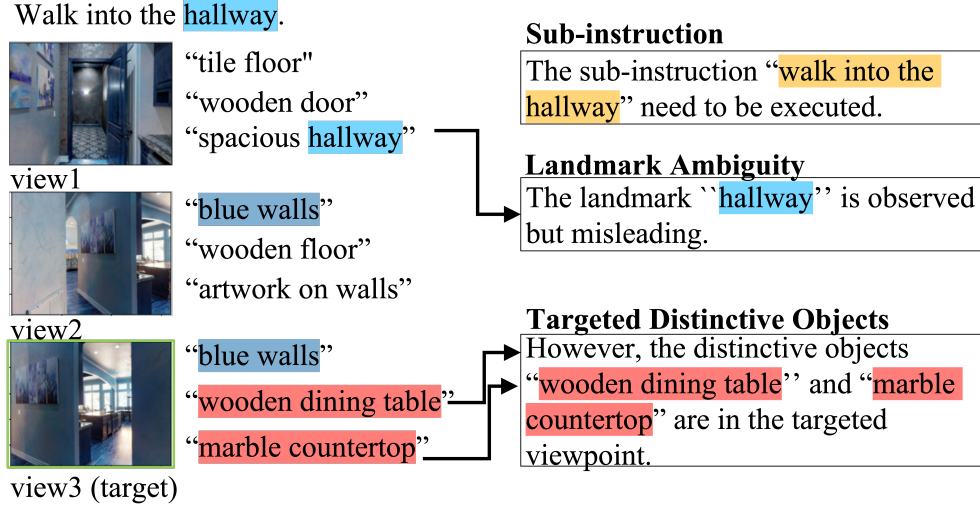 Walk into the hallway.
“tile floor"
“wooden door”
“spacious hallway”
view1
“blue walls”
“wooden floor”
“artwork on walls”
view2
“blue walls”
“wooden dining table”
“marble countertop”
view3 (target)
Sub-instruction
The sub-instruction “walk into the
hallway” need to be executed.
Landmark Ambiguity
The landmark ``hallway’’ is observed
but misleading.
Targeted Distinctive Objects
However, the distinctive objects
“wooden dining table’’ and “marble
countertop” are in the targeted
viewpoint.